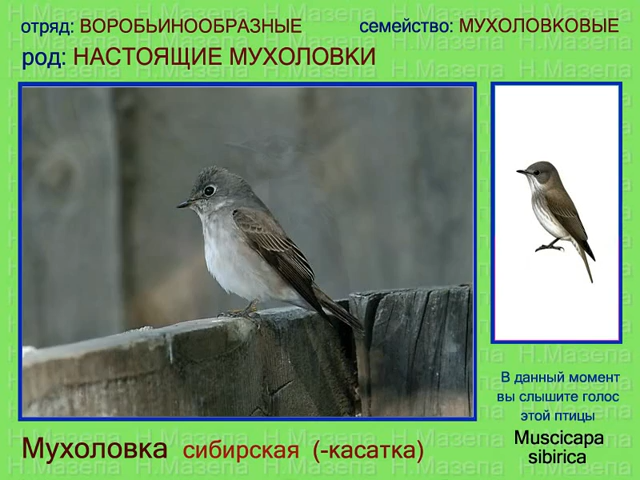 отряд: ВОРОБЬИНООБРАЗНЫЕ семейство: МУХОЛОВКОВЫЕ
род: НАСТОЯЩИЕ МУХОЛОВКИ
В данный момент
вы слышите голос
этой птицы
Muscicapa
sibirica
Мухоловка сибирская (-касатка)
Н.Мазепа